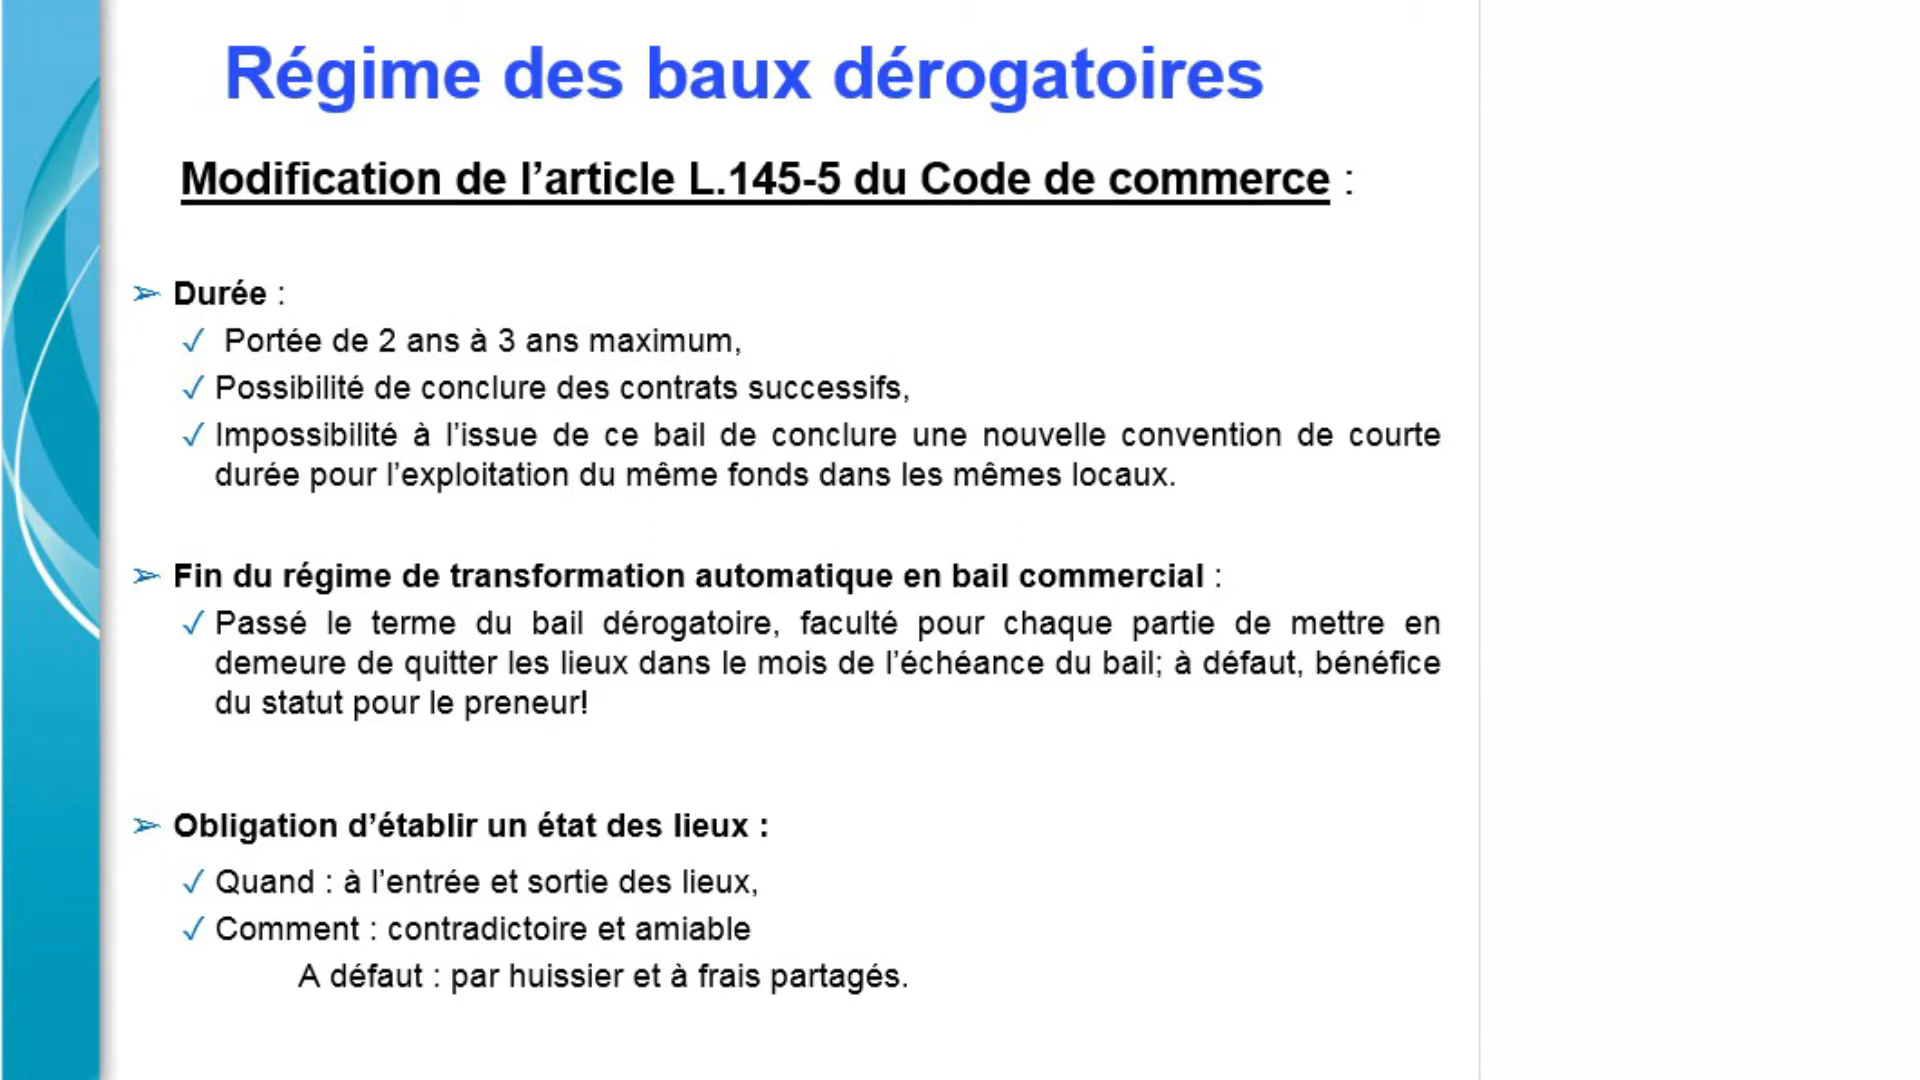 Régime des baux dérogatoires
Modification de l’article L.145-5 du Code de commerce :
➢ Durée :
✓ Portée de 2 ans à 3 ans maximum,
✓ Possibilité de conclure des contrats successifs,
✓ Impossibilité à l’issue de ce bail de conclure une nouvelle convention de courte
durée pour l’exploitation du même fonds dans les mêmes locaux.
➢ Fin du régime de transformation automatique en bail commercial :
✓ Passé le terme du bail dérogatoire, faculté pour chaque partie de mettre en
demeure de quitter les lieux dans le mois de l’échéance du bail; à défaut, bénéfice
du statut pour le preneur!
➢ Obligation d’établir un état des lieux :
✓ Quand : à l’entrée et sortie des lieux,
✓ Comment : contradictoire et amiable
A défaut : par huissier et à frais partagés.